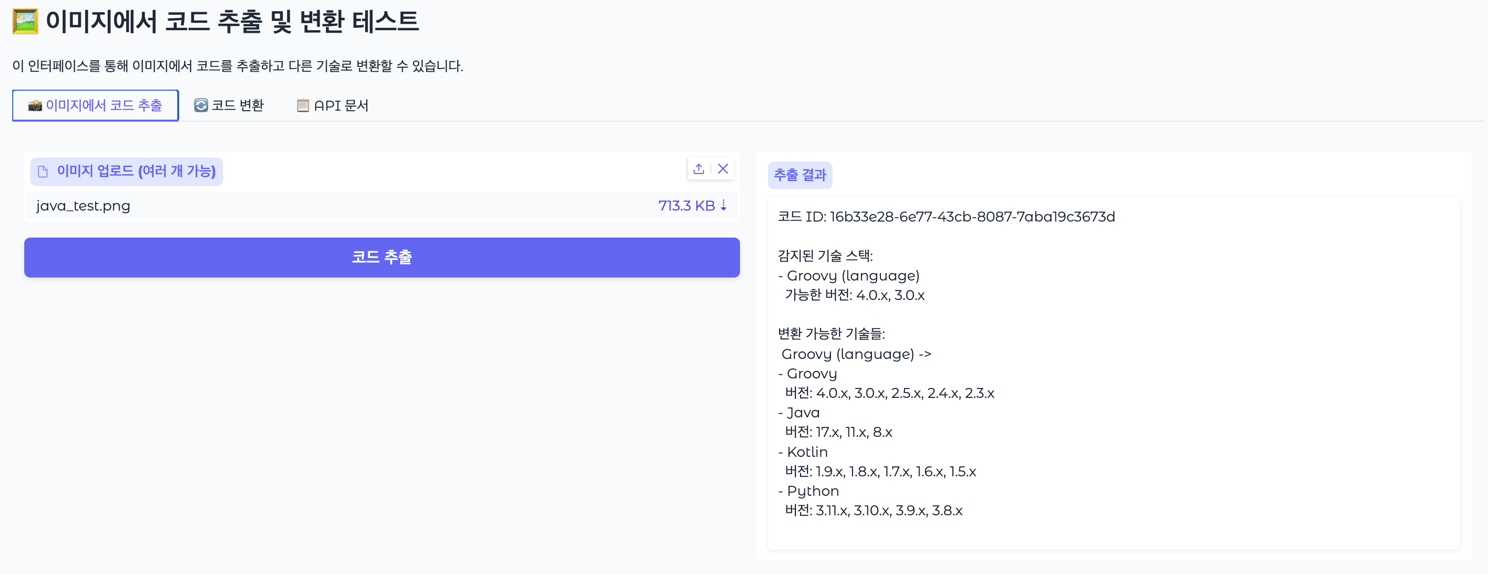 🖼️ 이미지에서 코드 추출 및 변환 테스트
이 인터페이스를 통해 이미지에서 코드를 추출하고 다른 기술로 변환할 수 있습니다.
📸 이미지에서 코드 추출 🔄 코드 변환 📋 API 문서
이미지 업로드 (여러 개 가능)
java_test.png 713.3 KB ⇣
코드 추출
추출 결과
코드 ID: 16b33e28-6e77-43cb-8087-7aba19c3673d
감지된 기술 스택:
- Groovy (language)
가능한 버전: 4.0.x, 3.0.x
변환 가능한 기술들:
Groovy (language) ->
- Groovy
버전: 4.0.x, 3.0.x, 2.5.x, 2.4.x, 2.3.x
- Java
버전: 17.x, 11.x, 8.x
- Kotlin
버전: 1.9.x, 1.8.x, 1.7.x, 1.6.x, 1.5.x
- Python
버전: 3.11.x, 3.10.x, 3.9.x, 3.8.x